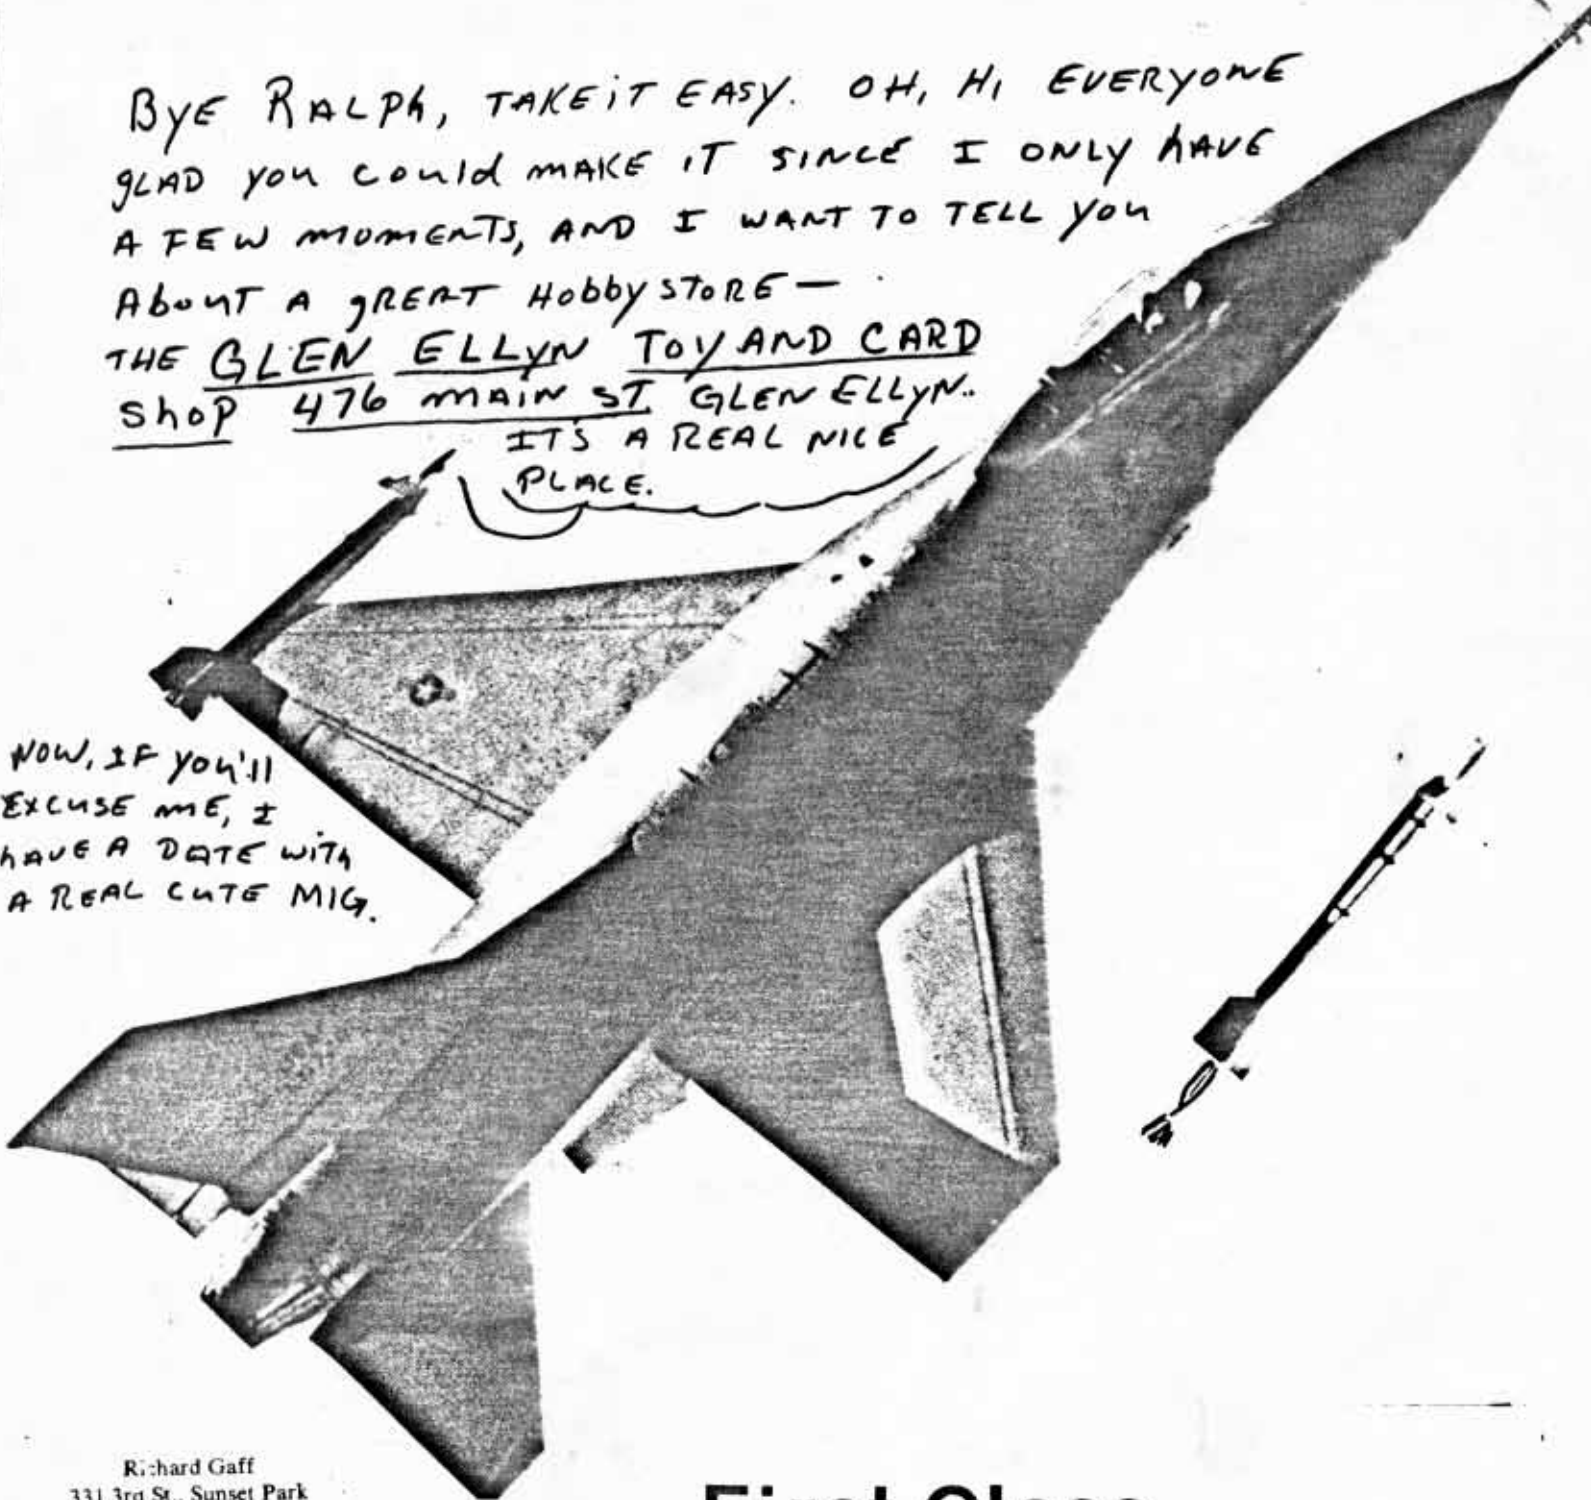 BYE RALPH, TAKE IT EASY. OH, HI EVERYONE
GLAD YOU COULD MAKE IT SINCE I ONLY HAVE
A FEW MOMENTS, AND I WANT TO TELL YOU
ABOUT A GREAT HOBBY STORE —
THE GLEN ELLYN TOY AND CARD
SHOP 476 MAIN ST. GLEN ELLYN..
IT'S A REAL NICE
PLACE.
NOW, IF YOU'll
EXCUSE ME, I
HAVE A DATE WITH
A REAL CUTE MIG.
Richard Gaff
331 3rd St., Sunset Park
First Class